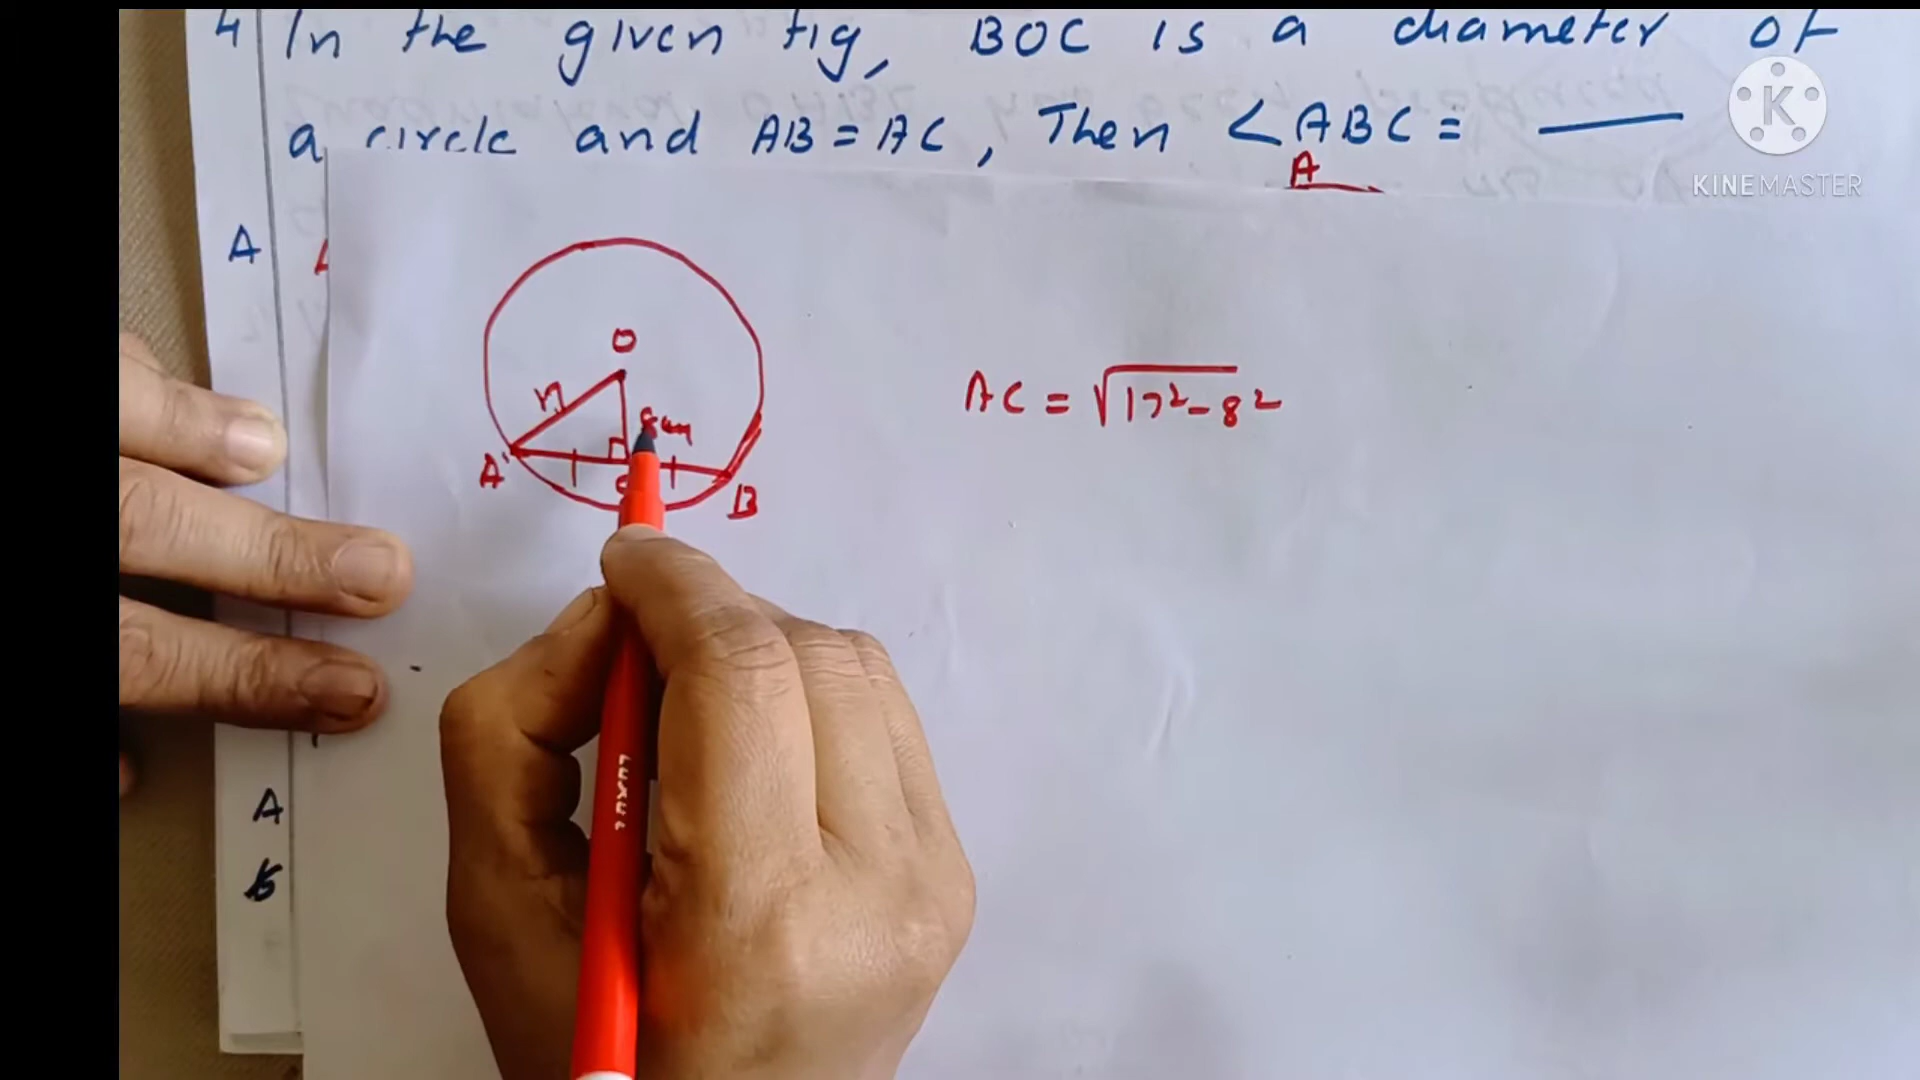 4 In the given fig, BOC is a diameter of
a circle and AB = AC, Then <ABC =
A
K
KINEMASTER
A
O
17
8cm
AC = √17²-8²
A
C
B
LUXOR
A
B